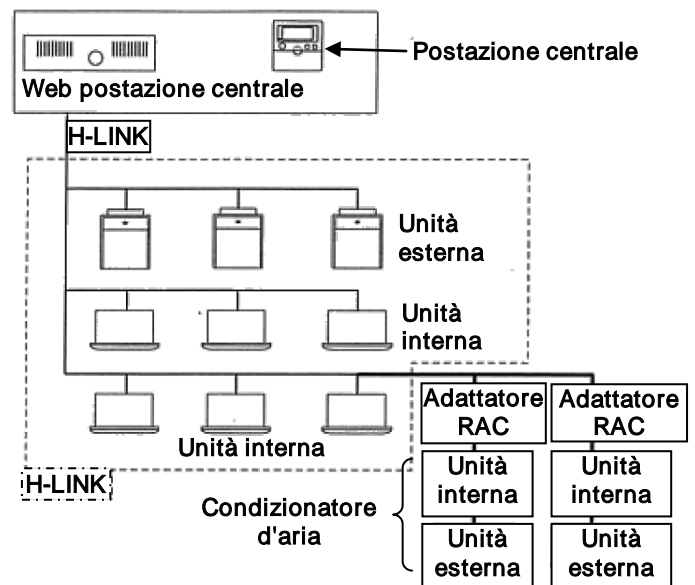 Postazione centrale
Web postazione centrale
H-LINK
Unità
esterna
Unità
interna
Unità interna
H-LINK
Adattatore
RAC
Adattatore
RAC
Unità
interna
Unità
interna
Condizionatore
d'aria
Unità
esterna
Unità
esterna